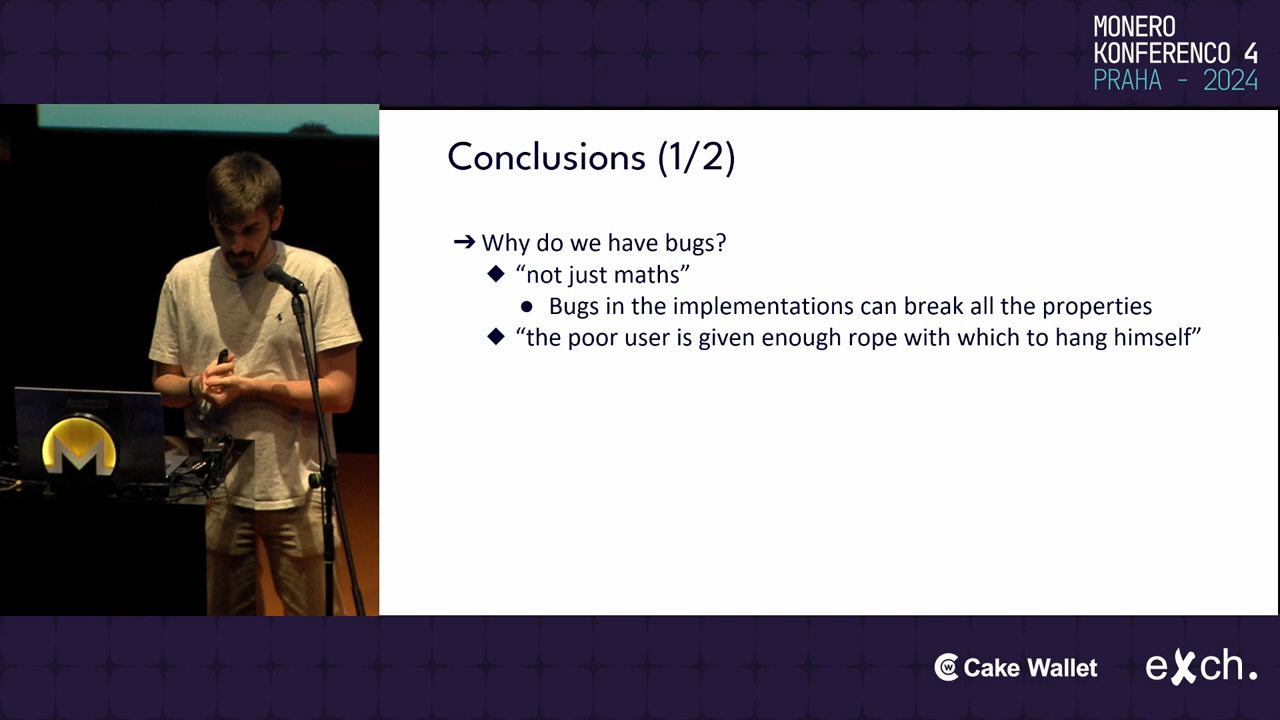 MONERO
KONFERENCO 4
PRAHA - 2024
Conclusions (1/2)
➔ Why do we have bugs?
◆ “not just maths”
● Bugs in the implementations can break all the properties
◆ “the poor user is given enough rope with which to hang himself”
Cake Wallet
exch.